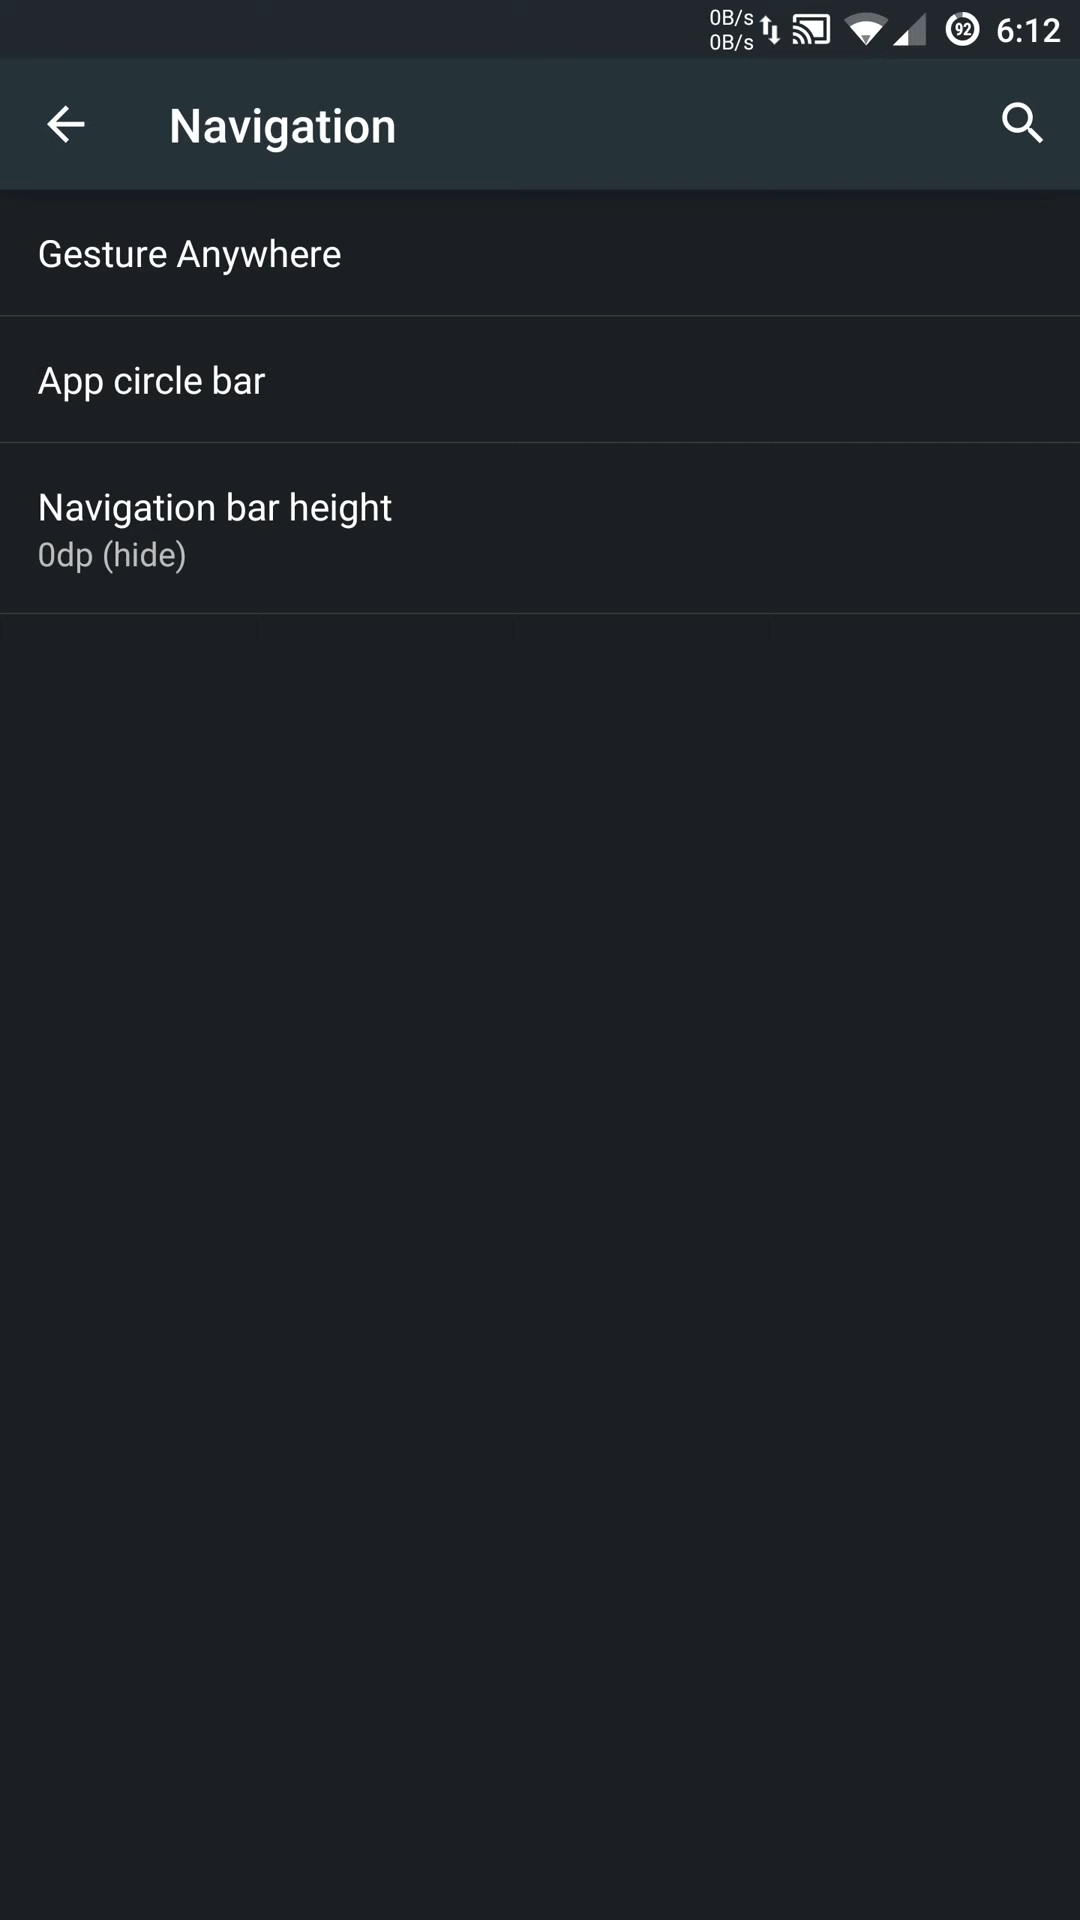 0B/s
0B/s
92
6:12
Navigation
Gesture Anywhere
App circle bar
Navigation bar height
0dp (hide)